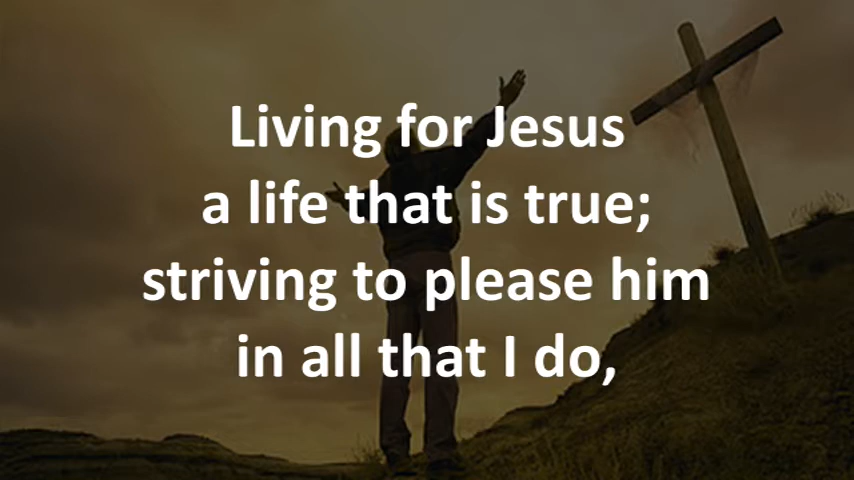 Living for Jesus
a life that is true;
striving to please him
in all that I do,